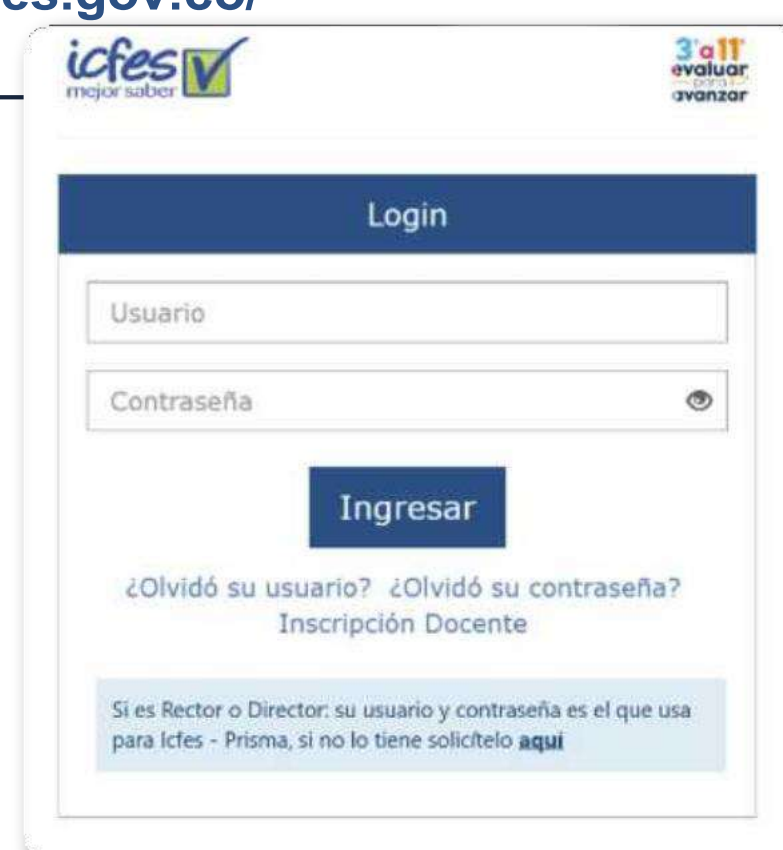 es.gov.co/
icfes
mejor saber
3° a 11°
evaluar
para
avanzar
Login
Usuario
Contraseña
Ingresar
¿Olvidó su usuario? ¿Olvidó su contraseña?
Inscripción Docente
Si es Rector o Director: su usuario y contraseña es el que usa
para Icfes - Prisma, si no lo tiene solicítelo aquí